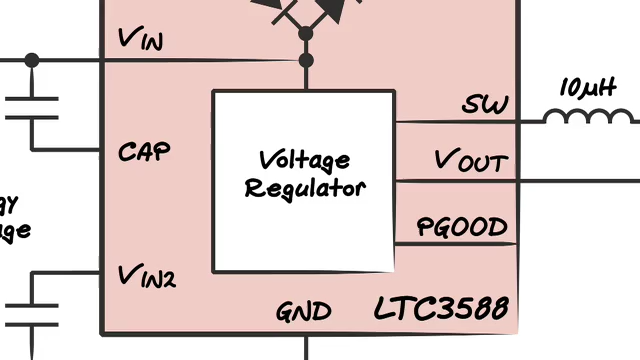 VIN
10µH
SW
CAP
Voltage
Regulator
VOUT
PGOOD
VIN2
GND
LTC3588